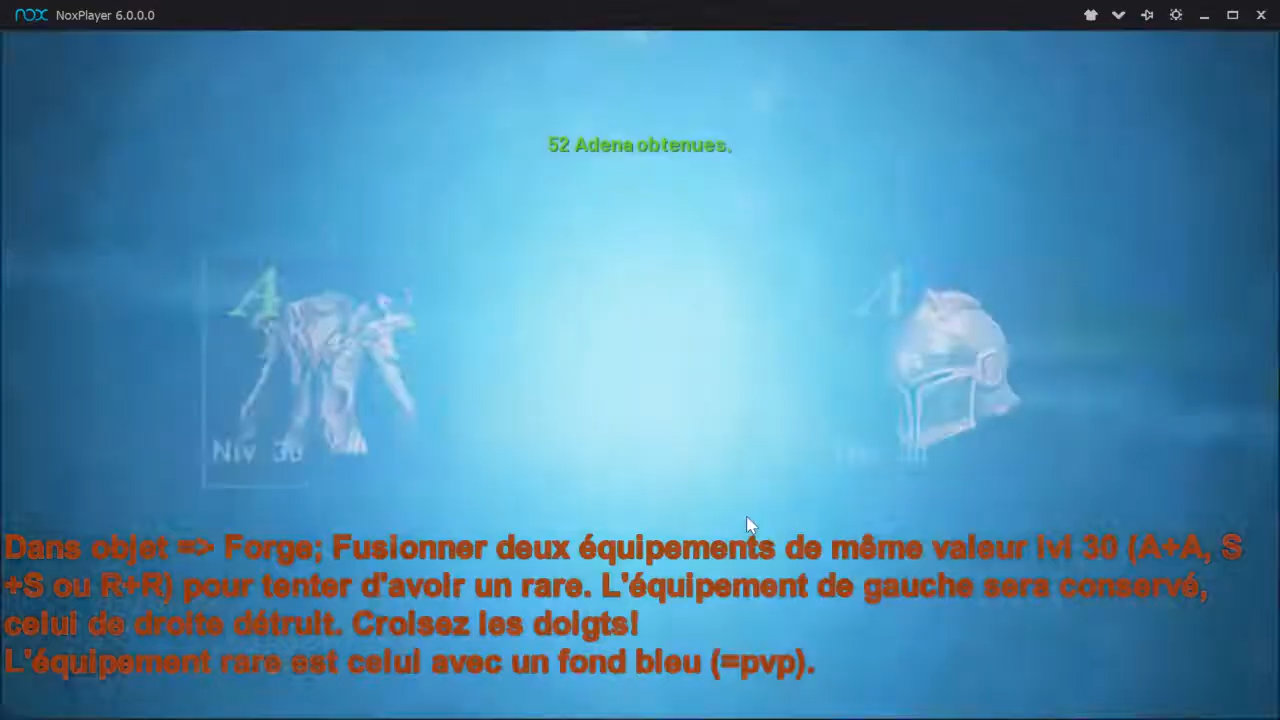 nox NoxPlayer 6.0.0.0
52 Adena obtenues.
A
A
Niv 30
Dans objet => Forge; Fusionner deux équipements de même valeur lvl 30 (A+A, S
+S ou R+R) pour tenter d'avoir un rare. L'équipement de gauche sera conservé,
celui de droite détruit. Croisez les doigts!
L'équipement rare est celui avec un fond bleu (=pvp).